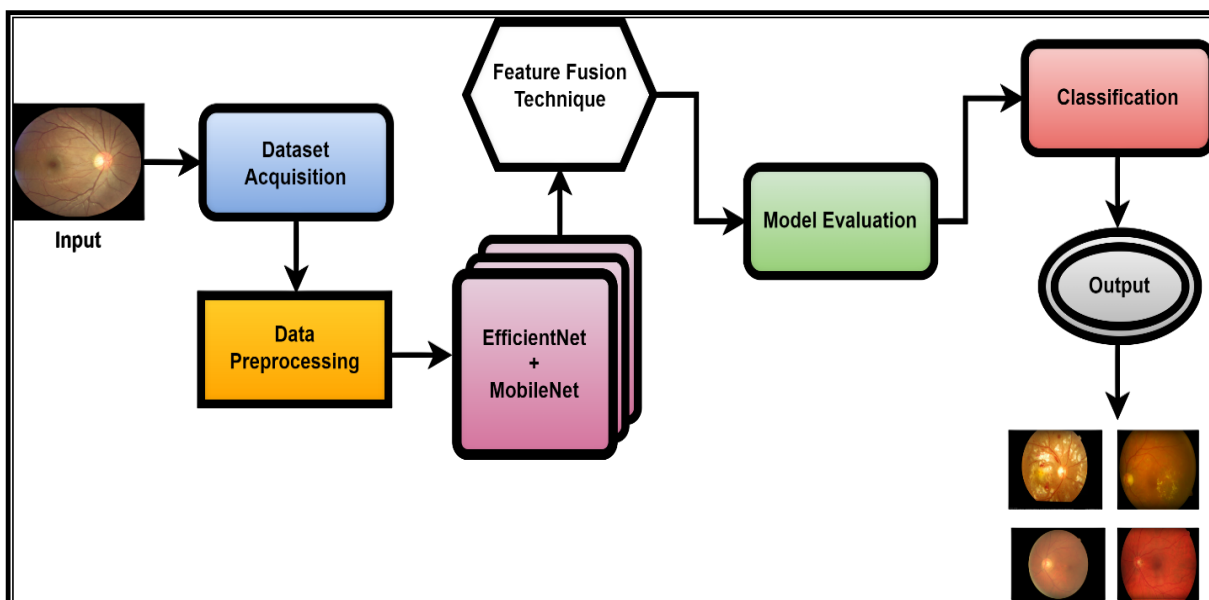 Input
Dataset
Acquisition
Data
Preprocessing
EfficientNet
+
MobileNet
Feature Fusion
Technique
Model Evaluation
Classification
Output